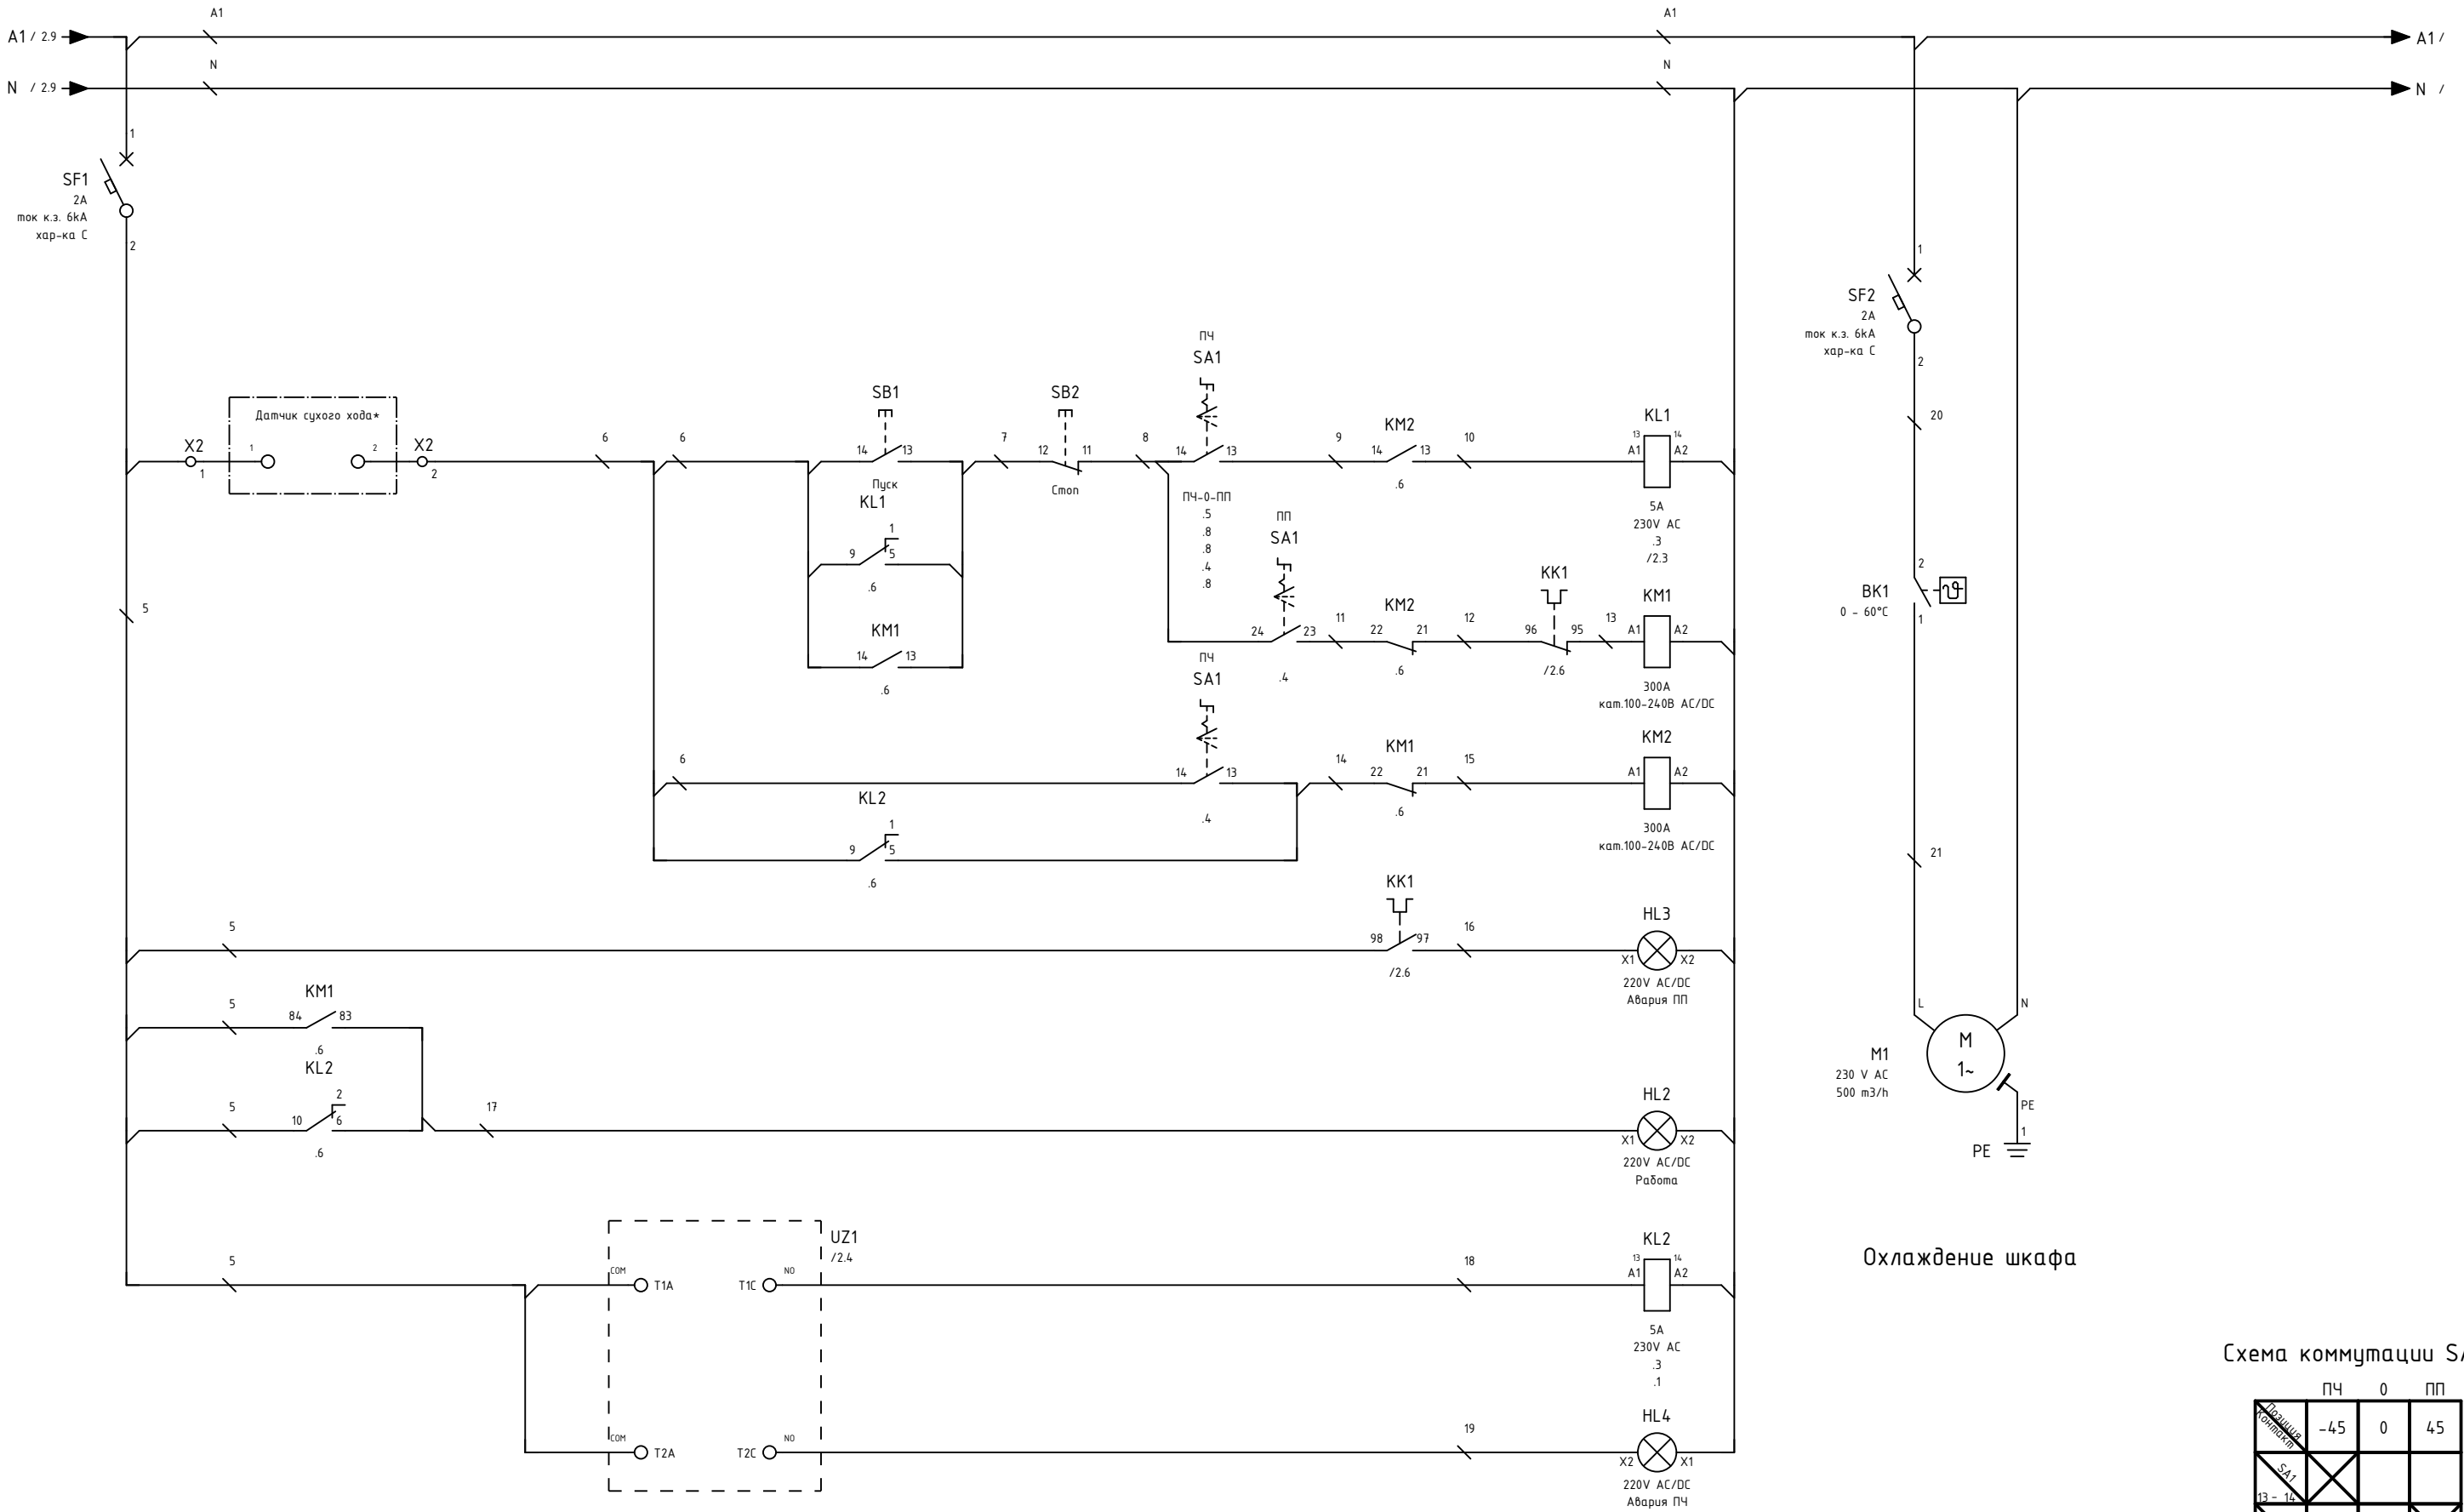 A1 A1
A1 / 2.9 A1 /
N N
N / 2.9 N /
1
SF1
2A
ток к.з. 6kA
хар-ка C
2
1
SF2
2A
ток к.з. 6kA
хар-ка C
2
20
ПЧ
SA1
SB1 SB2
Датчик сухого хода*
X2 1 2 X2
1 2
6 6
14 13
Пуск
7
12 11
Стоп
8
14 13
9
KM2
14 13
.6
10
KL1
13 14
A1 A2
5A
230V AC
.3
/2.3
ПЧ-0-ПП
.5
.8
.8
.4
.8
KL1
1
9 5
.6
5
KM1
14 13
.6
ПП
SA1
24 23
.4
11
KM2
22 21
.6
12
KK1
96 95
/2.6
13
KM1
A1 A2
300A
кат.100-240В AC/DC
2
BK1
0 - 60°C
1
ПЧ
SA1
6
14 13
.4
14
KM1
22 21
.6
15
KM2
A1 A2
300A
кат.100-240В AC/DC
KL2
1
9 5
.6
21
5
KK1
98 97
/2.6
16
HL3
X1 X2
220V AC/DC
Авария ПП
5
KM1
84 83
.6
KL2
5
2
10 6
.6
17
HL2
X1 X2
220V AC/DC
Работа
L N
M1
230 V AC
500 m3/h
M
1~
PE
1
PE
Охлаждение шкафа
5
UZ1
/2.4
COM T1A T1C NO
18
KL2
13 14
A1 A2
5A
230V AC
.3
.1
COM T2A T2C NO
19
HL4
X2 X1
220V AC/DC
Авария ПЧ
Схема коммутации
ПЧ 0 ПП
Позиция
Контакт
-45 0 45
SA1
13 - 14